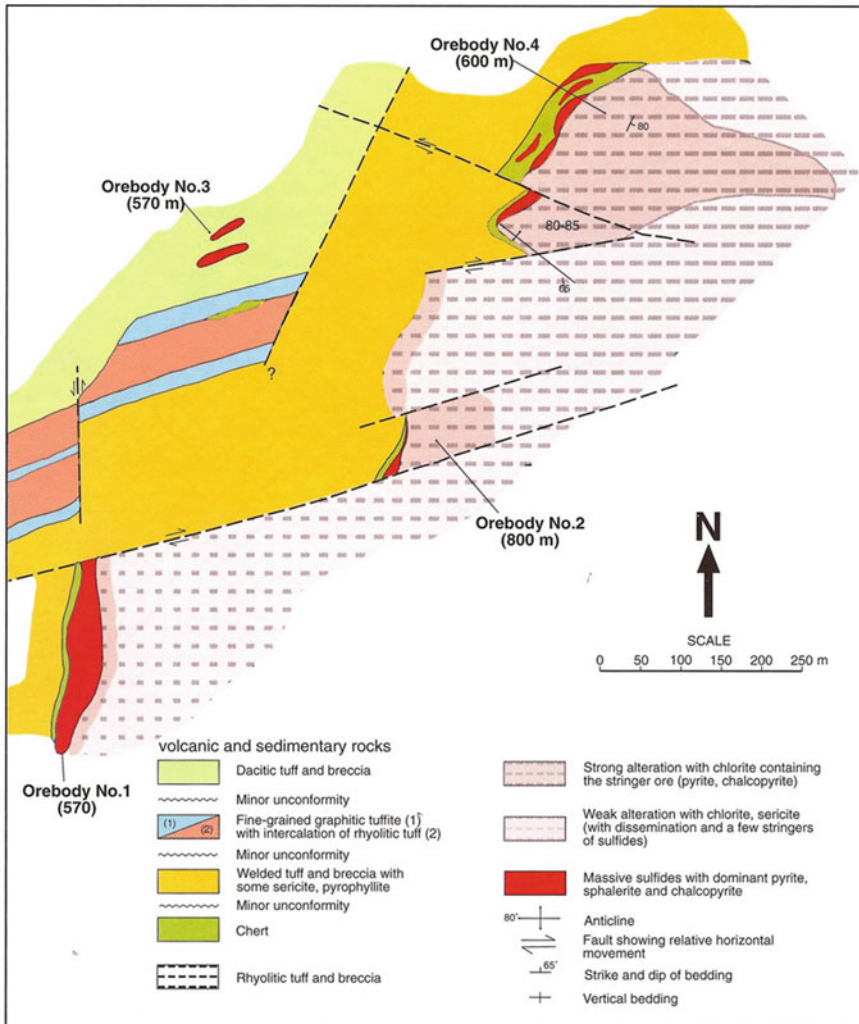 Orebody No.4
(600 m)
80
Orebody No.3
(570 m)
80-85
65
?
Orebody No.2
(800 m)
N
SCALE
0 50 100 150 200 250 m
Orebody No.1
(570)
volcanic and sedimentary rocks
Dacitic tuff and breccia
Minor unconformity
(1) (2) Fine-grained graphitic tuffite (1)
with intercalation of rhyolitic tuff (2)
Minor unconformity
Welded tuff and breccia with
some sericite, pyrophyllite
Minor unconformity
Chert
Rhyolitic tuff and breccia
Strong alteration with chlorite containing
the stringer ore (pyrite, chalcopyrite)
Weak alteration with chlorite, sericite
(with dissemination and a few stringers
of sulfides)
Massive sulfides with dominant pyrite,
sphalerite and chalcopyrite
80° Anticline
Fault showing relative horizontal
movement
65° Strike and dip of bedding
Vertical bedding